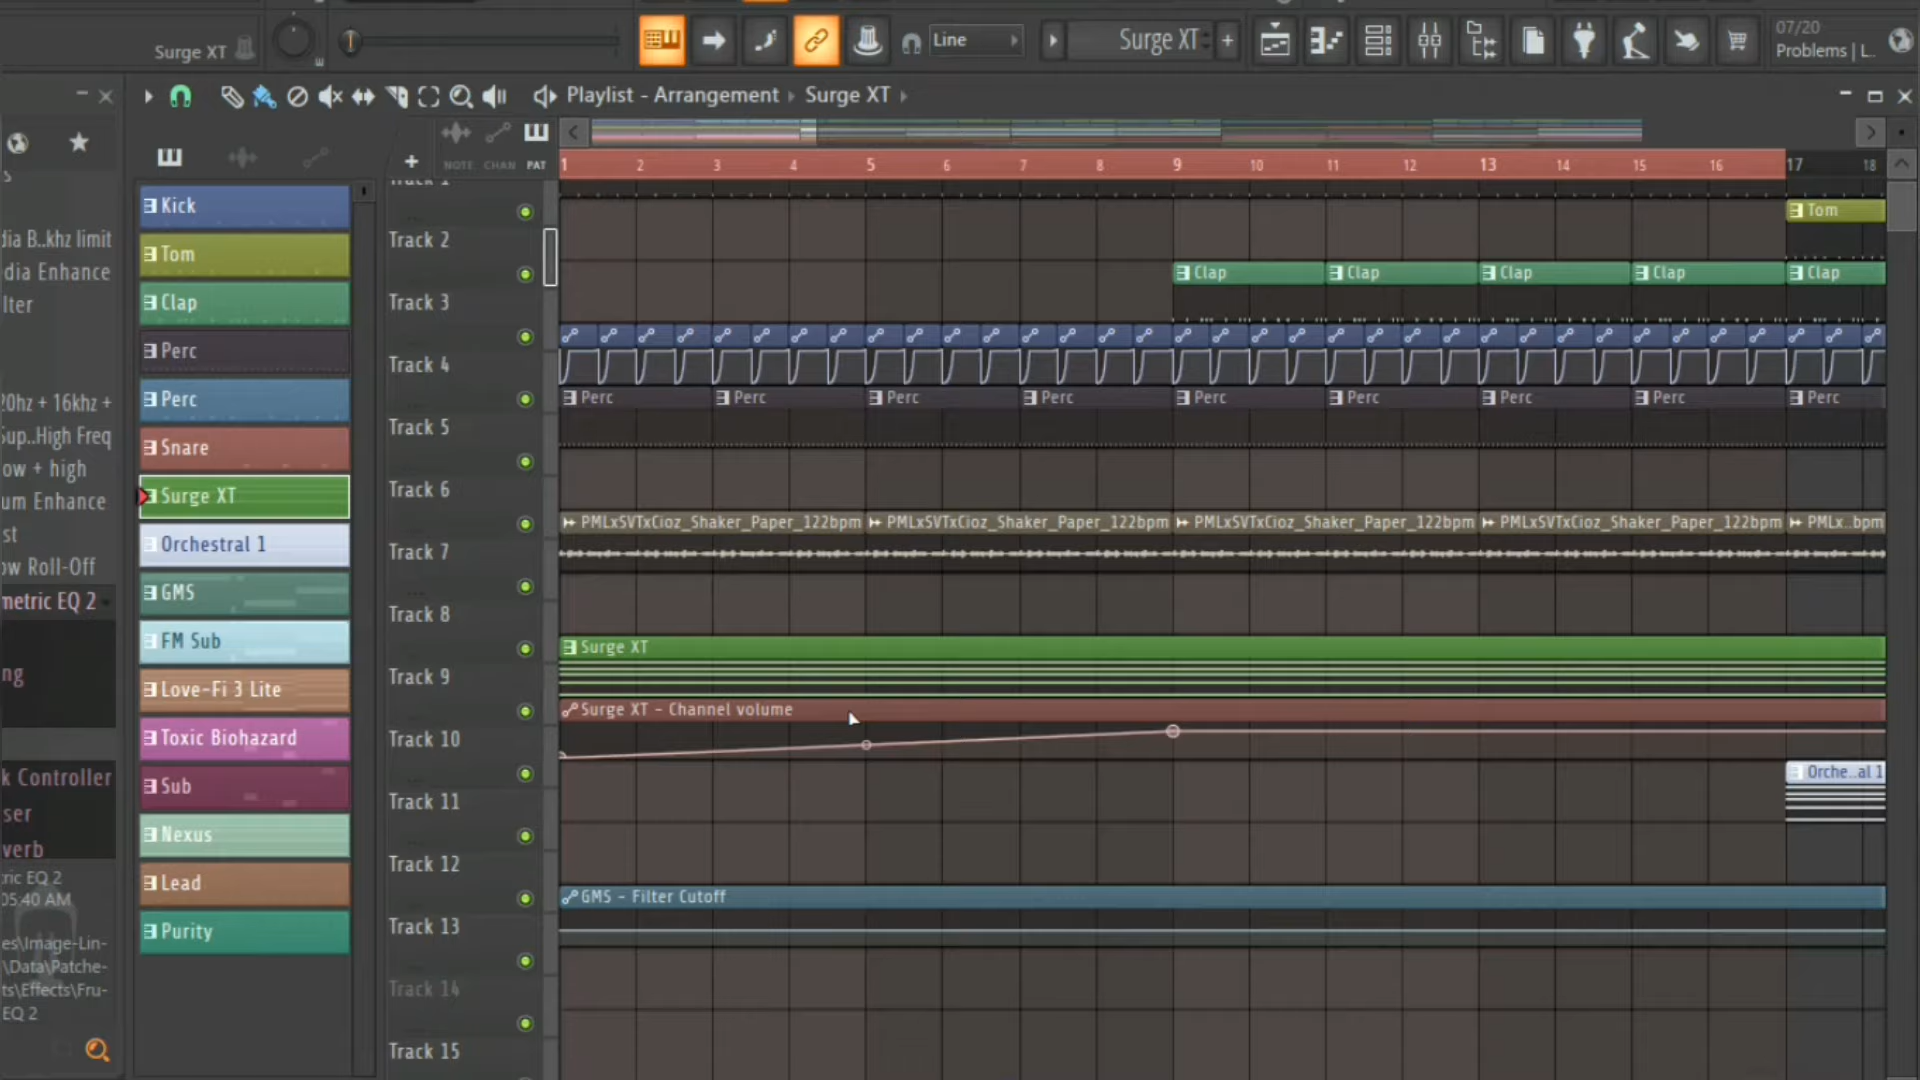 Surge XT
Line
Surge XT
07/20
Problems | L..
Playlist - Arrangement › Surge XT ›
NOTE CHAN PAT
1 2 3 4 5 6 7 8 9 10 11 12 13 14 15 16 17 18
dia B..khz limit
dia Enhance
lter
20hz + 16khz +
Sup..High Freq
ow + high
um Enhance
st
ow Roll-Off
metric EQ 2
ng
k Controller
ser
verb
ric EQ 2
05:40 AM
es\Image-Lin-
\Data\Patche-
ts\Effects\Fru-
EQ 2
Kick
Tom
Clap
Perc
Perc
Snare
Surge XT
Orchestral 1
GMS
FM Sub
Love-Fi 3 Lite
Toxic Biohazard
Sub
Nexus
Lead
Purity
Track 1
Track 2
Track 3
Track 4
Track 5
Track 6
Track 7
Track 8
Track 9
Track 10
Track 11
Track 12
Track 13
Track 14
Track 15
Tom
Clap Clap Clap Clap Clap
Perc Perc Perc Perc Perc Perc Perc Perc Perc
PMLxSVTxCioz_Shaker_Paper_122bpm PMLxSVTxCioz_Shaker_Paper_122bpm PMLxSVTxCioz_Shaker_Paper_122bpm PMLxSVTxCioz_Shaker_Paper_122bpm PMLx..bpm
Surge XT
Surge XT - Channel volume
Orche..al 1
GMS - Filter Cutoff